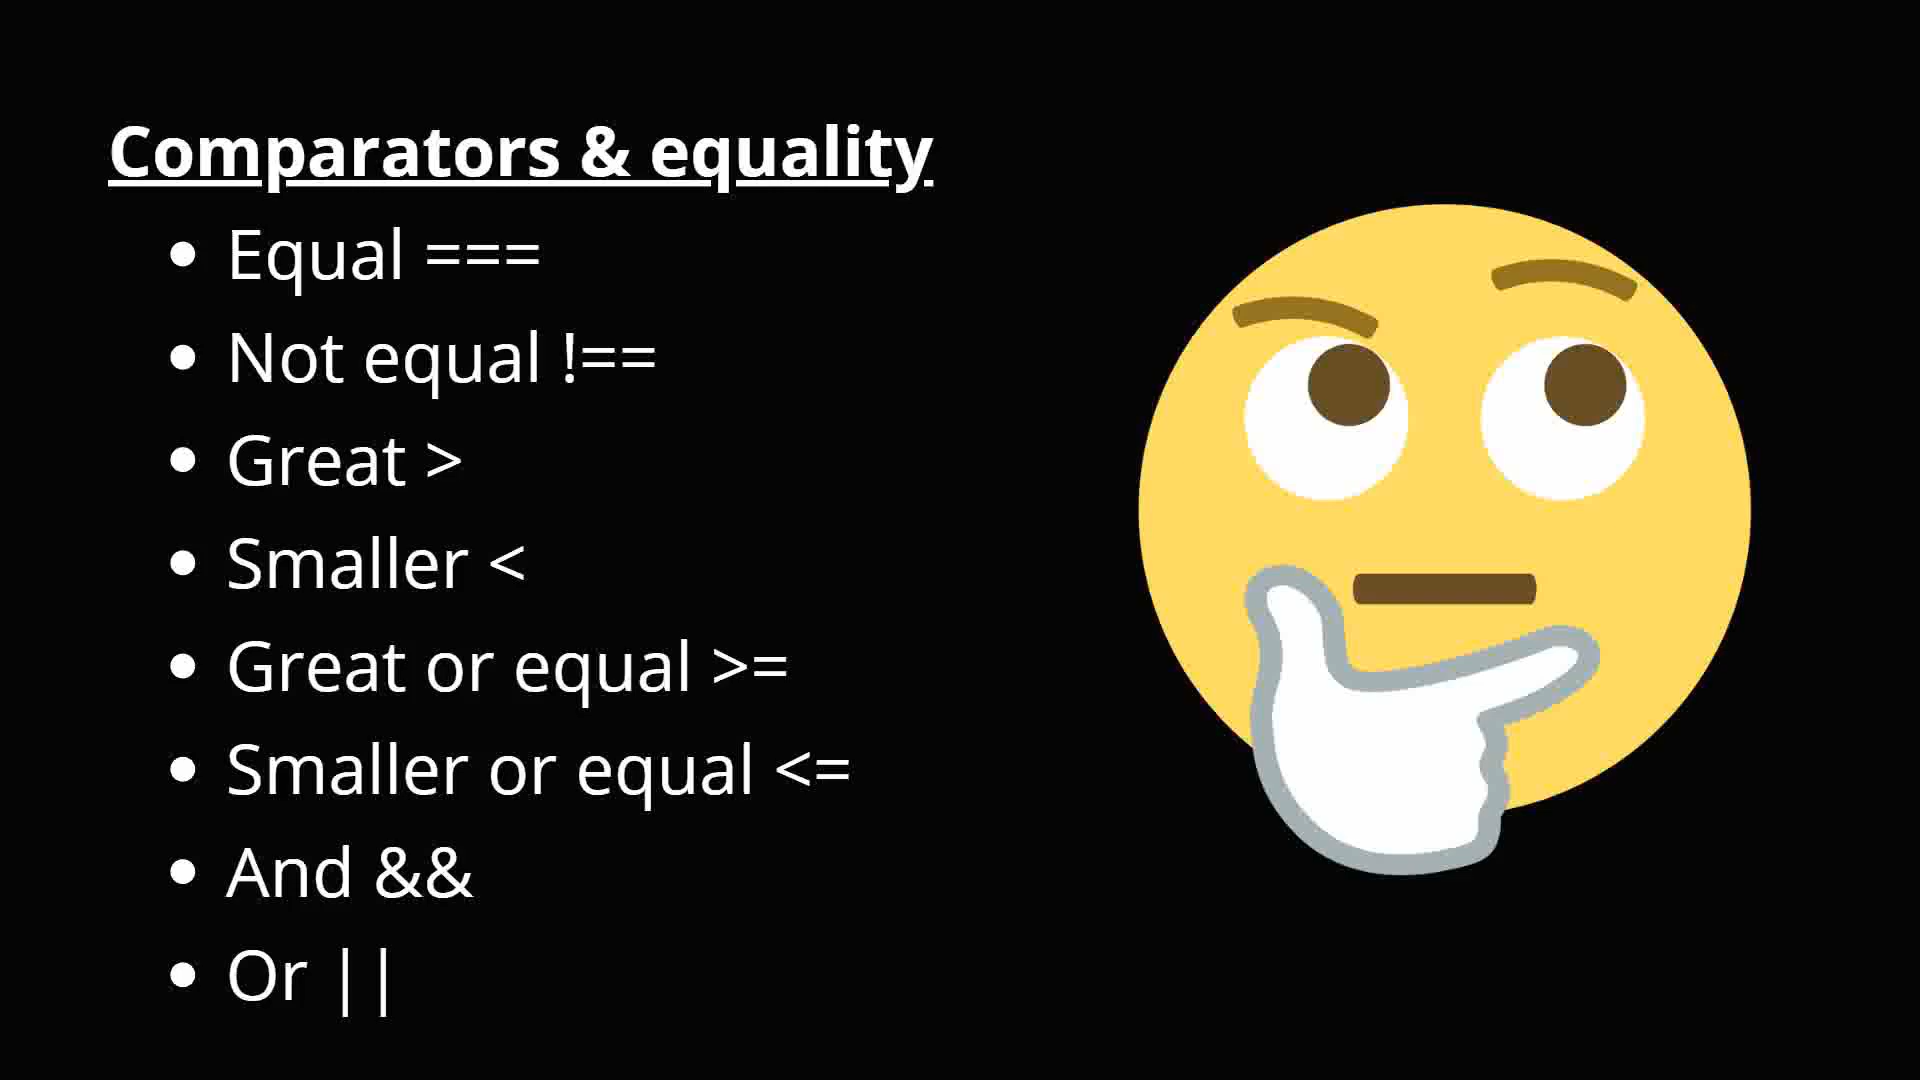 Comparators & equality
• Equal ===
• Not equal !==
• Great >
• Smaller <
• Great or equal >=
• Smaller or equal <=
• And &&
• Or ||